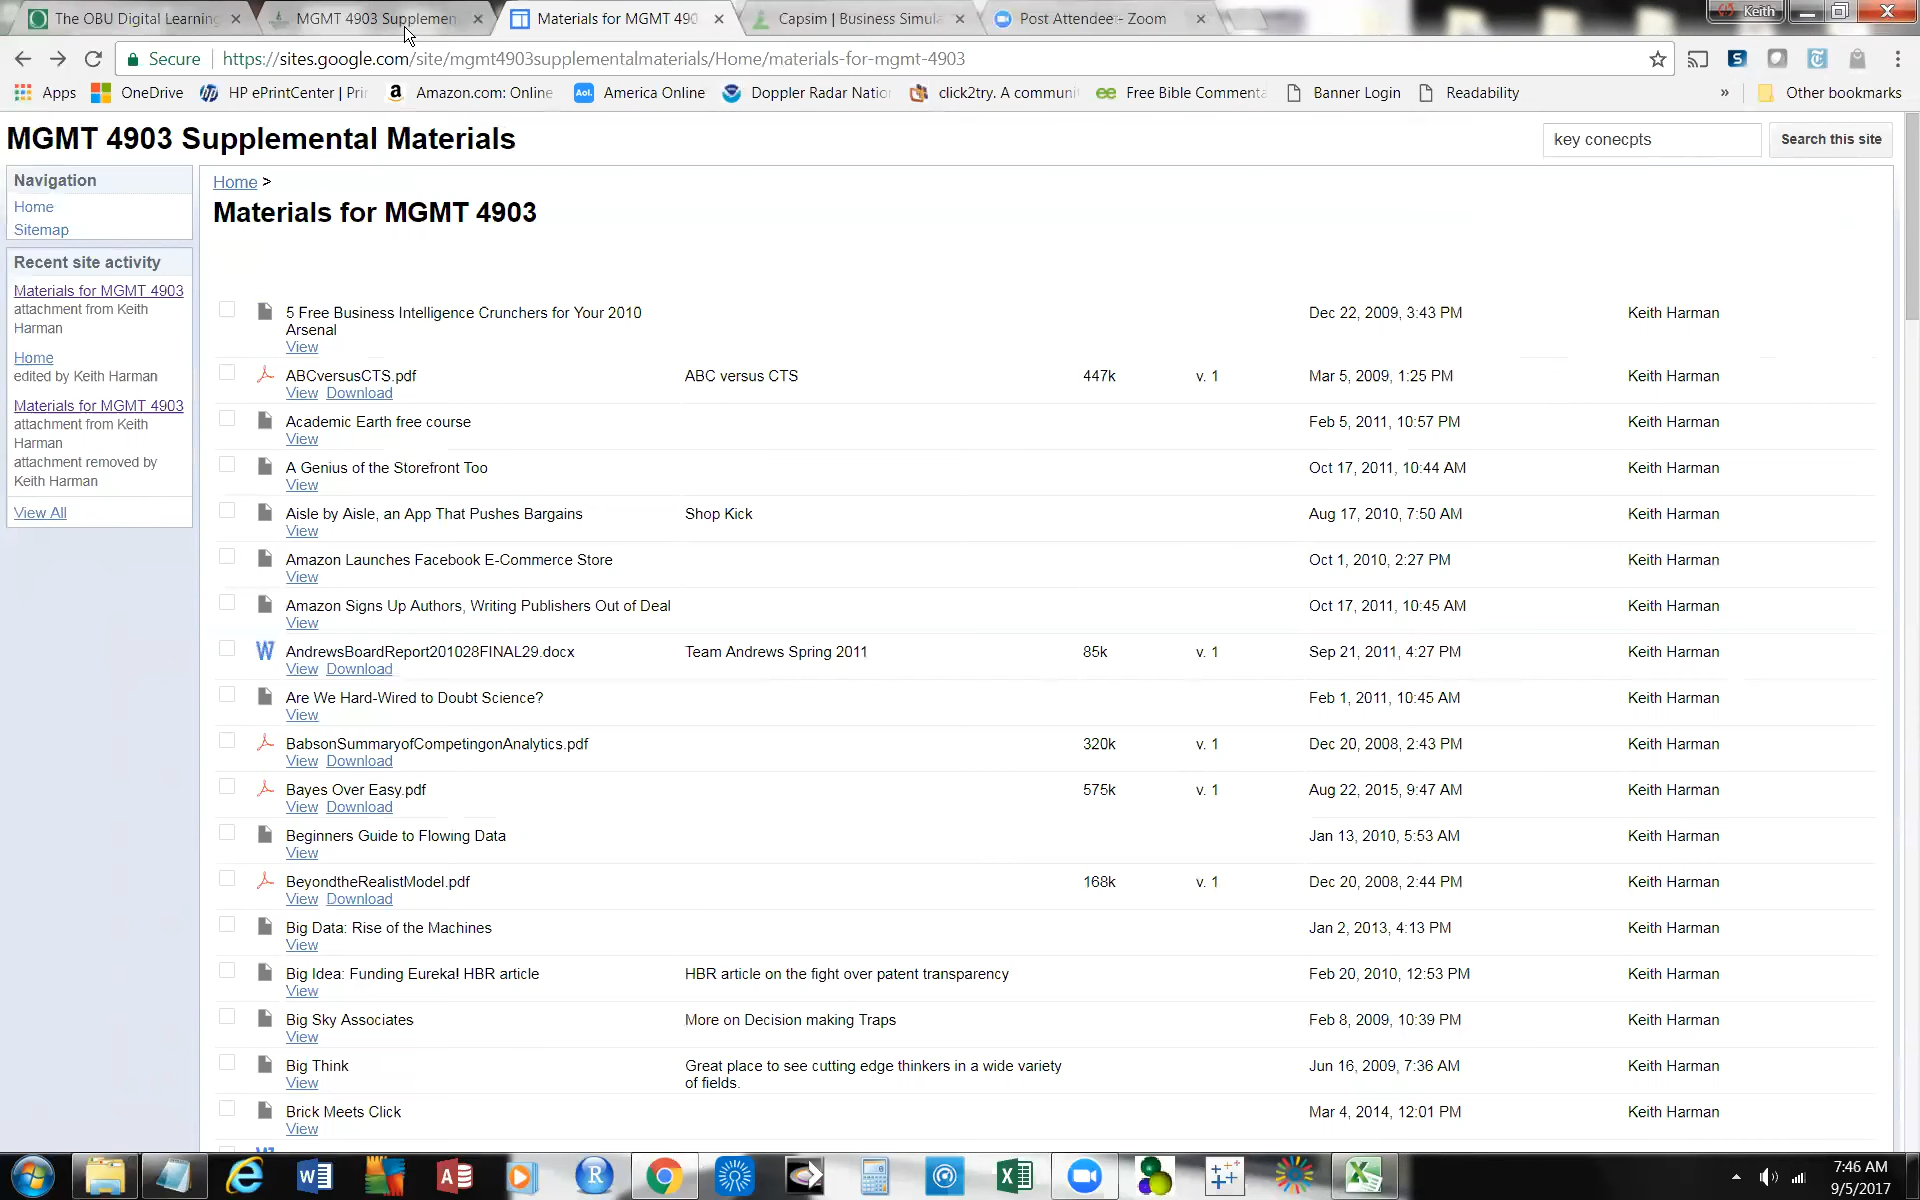 The OBU Digital Learning
MGMT 4903 Supplemen
Materials for MGMT 490
Capsim | Business Simula
Post Attendee - Zoom
Keith
Secure
https://sites.google.com/site/mgmt4903supplementalmaterials/Home/materials-for-mgmt-4903
Apps OneDrive HP ePrintCenter | Prin Amazon.com: Online America Online Doppler Radar Natio click2try. A communi Free Bible Commenta Banner Login Readability » Other bookmarks
MGMT 4903 Supplemental Materials
key conecpts
Search this site
Navigation
Home
Sitemap
Recent site activity
Materials for MGMT 4903
attachment from Keith
Harman
Home
edited by Keith Harman
Materials for MGMT 4903
attachment from Keith
Harman
attachment removed by
Keith Harman
View All
Home >
Materials for MGMT 4903
5 Free Business Intelligence Crunchers for Your 2010 Dec 22, 2009, 3:43 PM Keith Harman
Arsenal
View
ABCversusCTS.pdf ABC versus CTS 447k v. 1 Mar 5, 2009, 1:25 PM Keith Harman
View Download
Academic Earth free course Feb 5, 2011, 10:57 PM Keith Harman
View
A Genius of the Storefront Too Oct 17, 2011, 10:44 AM Keith Harman
View
Aisle by Aisle, an App That Pushes Bargains Shop Kick Aug 17, 2010, 7:50 AM Keith Harman
View
Amazon Launches Facebook E-Commerce Store Oct 1, 2010, 2:27 PM Keith Harman
View
Amazon Signs Up Authors, Writing Publishers Out of Deal Oct 17, 2011, 10:45 AM Keith Harman
View
AndrewsBoardReport201028FINAL29.docx Team Andrews Spring 2011 85k v. 1 Sep 21, 2011, 4:27 PM Keith Harman
View Download
Are We Hard-Wired to Doubt Science? Feb 1, 2011, 10:45 AM Keith Harman
View
BabsonSummaryofCompetingonAnalytics.pdf 320k v. 1 Dec 20, 2008, 2:43 PM Keith Harman
View Download
Bayes Over Easy.pdf 575k v. 1 Aug 22, 2015, 9:47 AM Keith Harman
View Download
Beginners Guide to Flowing Data Jan 13, 2010, 5:53 AM Keith Harman
View
BeyondtheRealistModel.pdf 168k v. 1 Dec 20, 2008, 2:44 PM Keith Harman
View Download
Big Data: Rise of the Machines Jan 2, 2013, 4:13 PM Keith Harman
View
Big Idea: Funding Eureka! HBR article HBR article on the fight over patent transparency Feb 20, 2010, 12:53 PM Keith Harman
View
Big Sky Associates More on Decision making Traps Feb 8, 2009, 10:39 PM Keith Harman
View
Big Think Great place to see cutting edge thinkers in a wide variety Jun 16, 2009, 7:36 AM Keith Harman
View of fields.
Brick Meets Click Mar 4, 2014, 12:01 PM Keith Harman
View
7:46 AM
9/5/2017